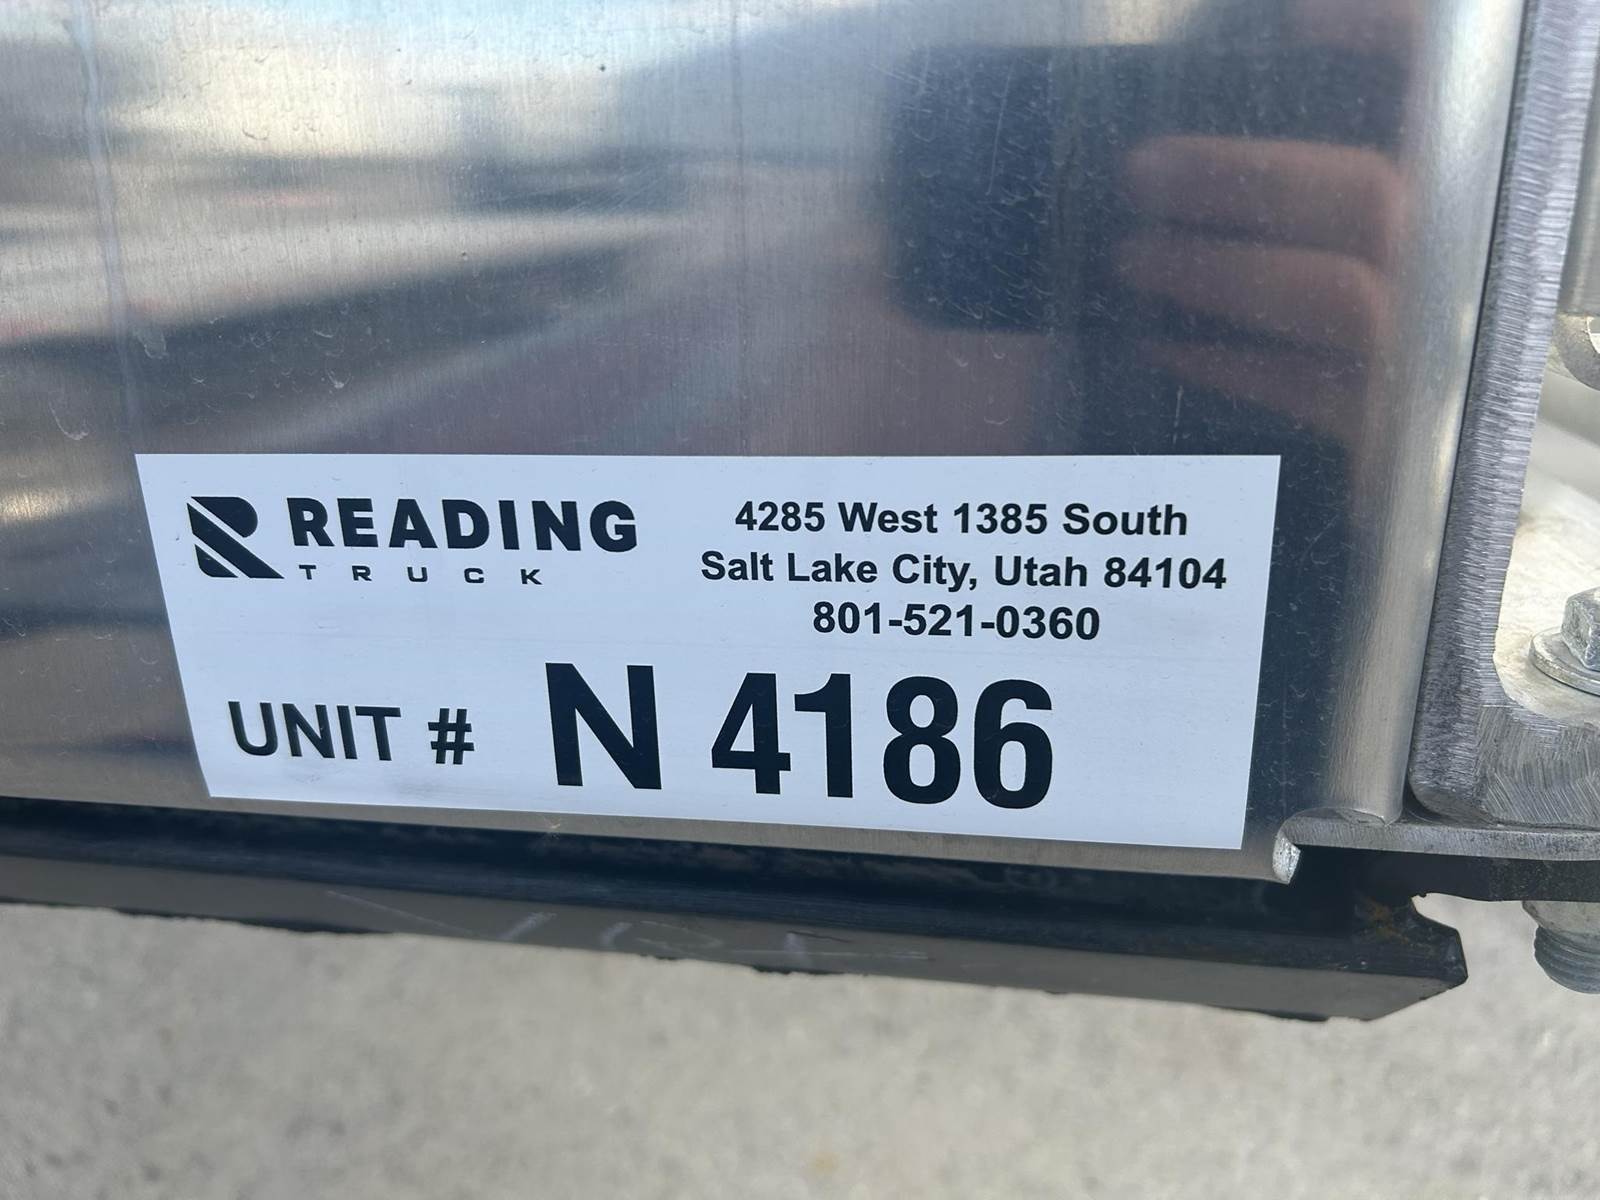 READING
TRUCK
4285 West 1385 South
Salt Lake City, Utah 84104
801-521-0360
UNIT # N 4186